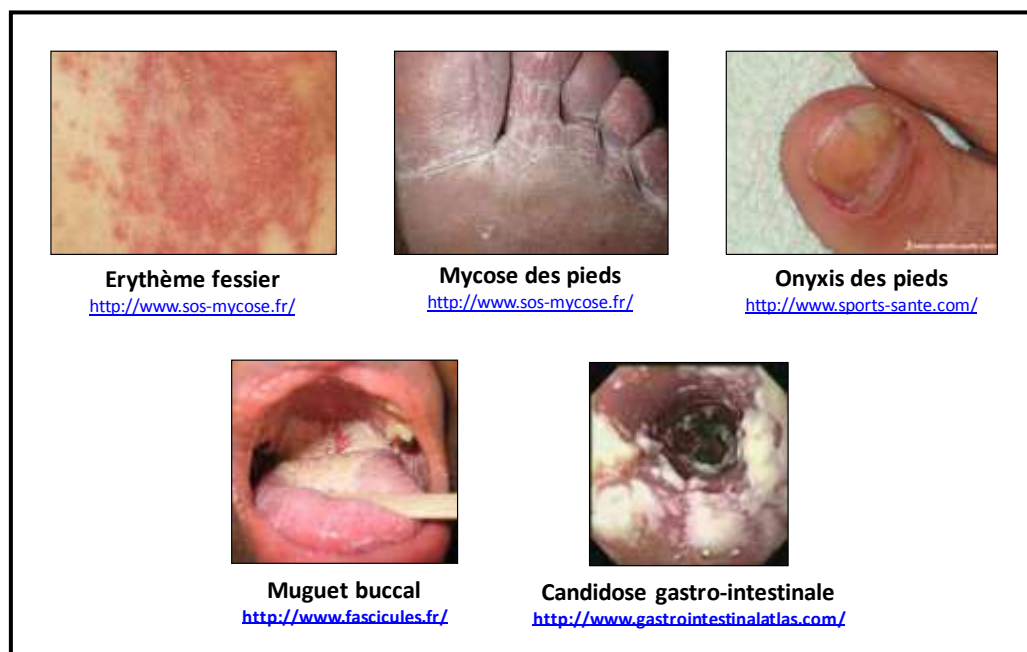 Erythème fessier
http://www.sos-mycose.fr/
Mycose des pieds
http://www.sos-mycose.fr/
Onyxis des pieds
http://www.sports-sante.com/
Muguet buccal
http://www.fascicules.fr/
Candidose gastro-intestinale
http://www.gastrointestinalatlas.com/